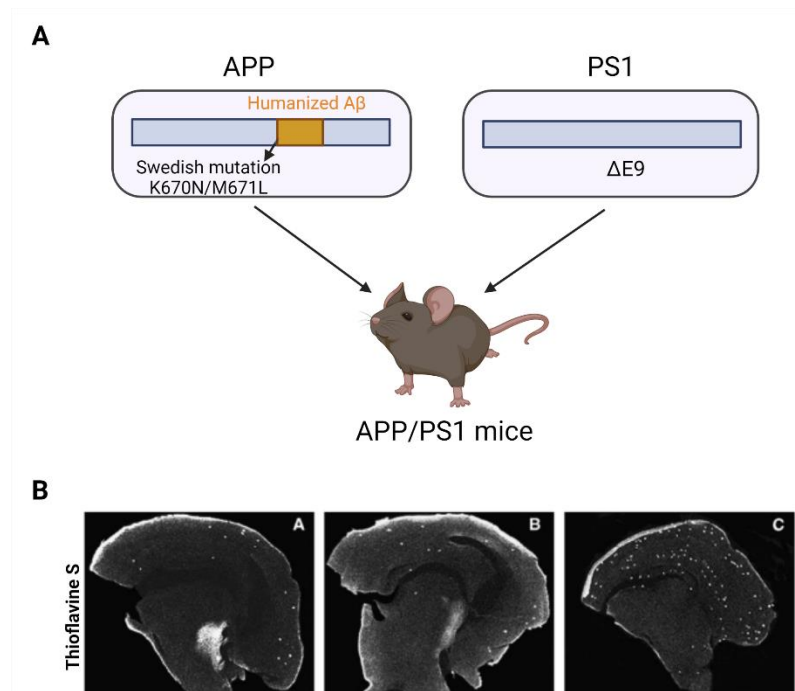 A
APP
PS1
Humanized Aβ
Swedish mutation
K670N/M671L
ΔE9
APP/PS1 mice
B
Thioflavine S
A
B
C